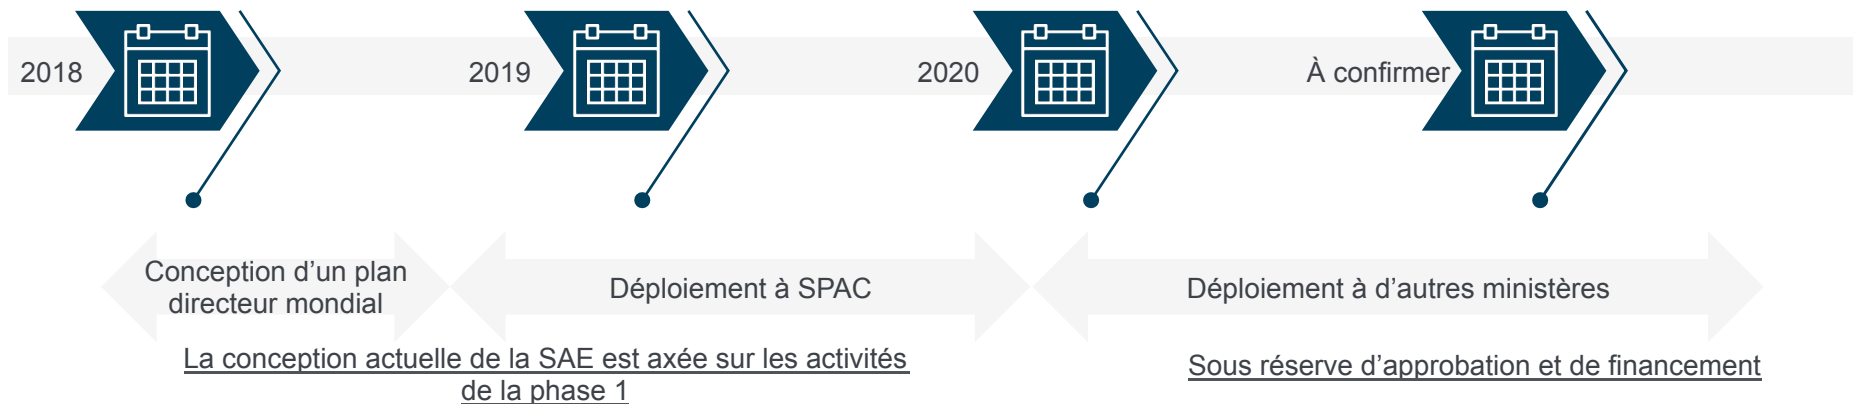 2018
2019
2020
À confirmer
Conception d’un plan
directeur mondial
Déploiement à SPAC
Déploiement à d’autres ministères
La conception actuelle de la SAE est axée sur les activités
de la phase 1
Sous réserve d’approbation et de financement